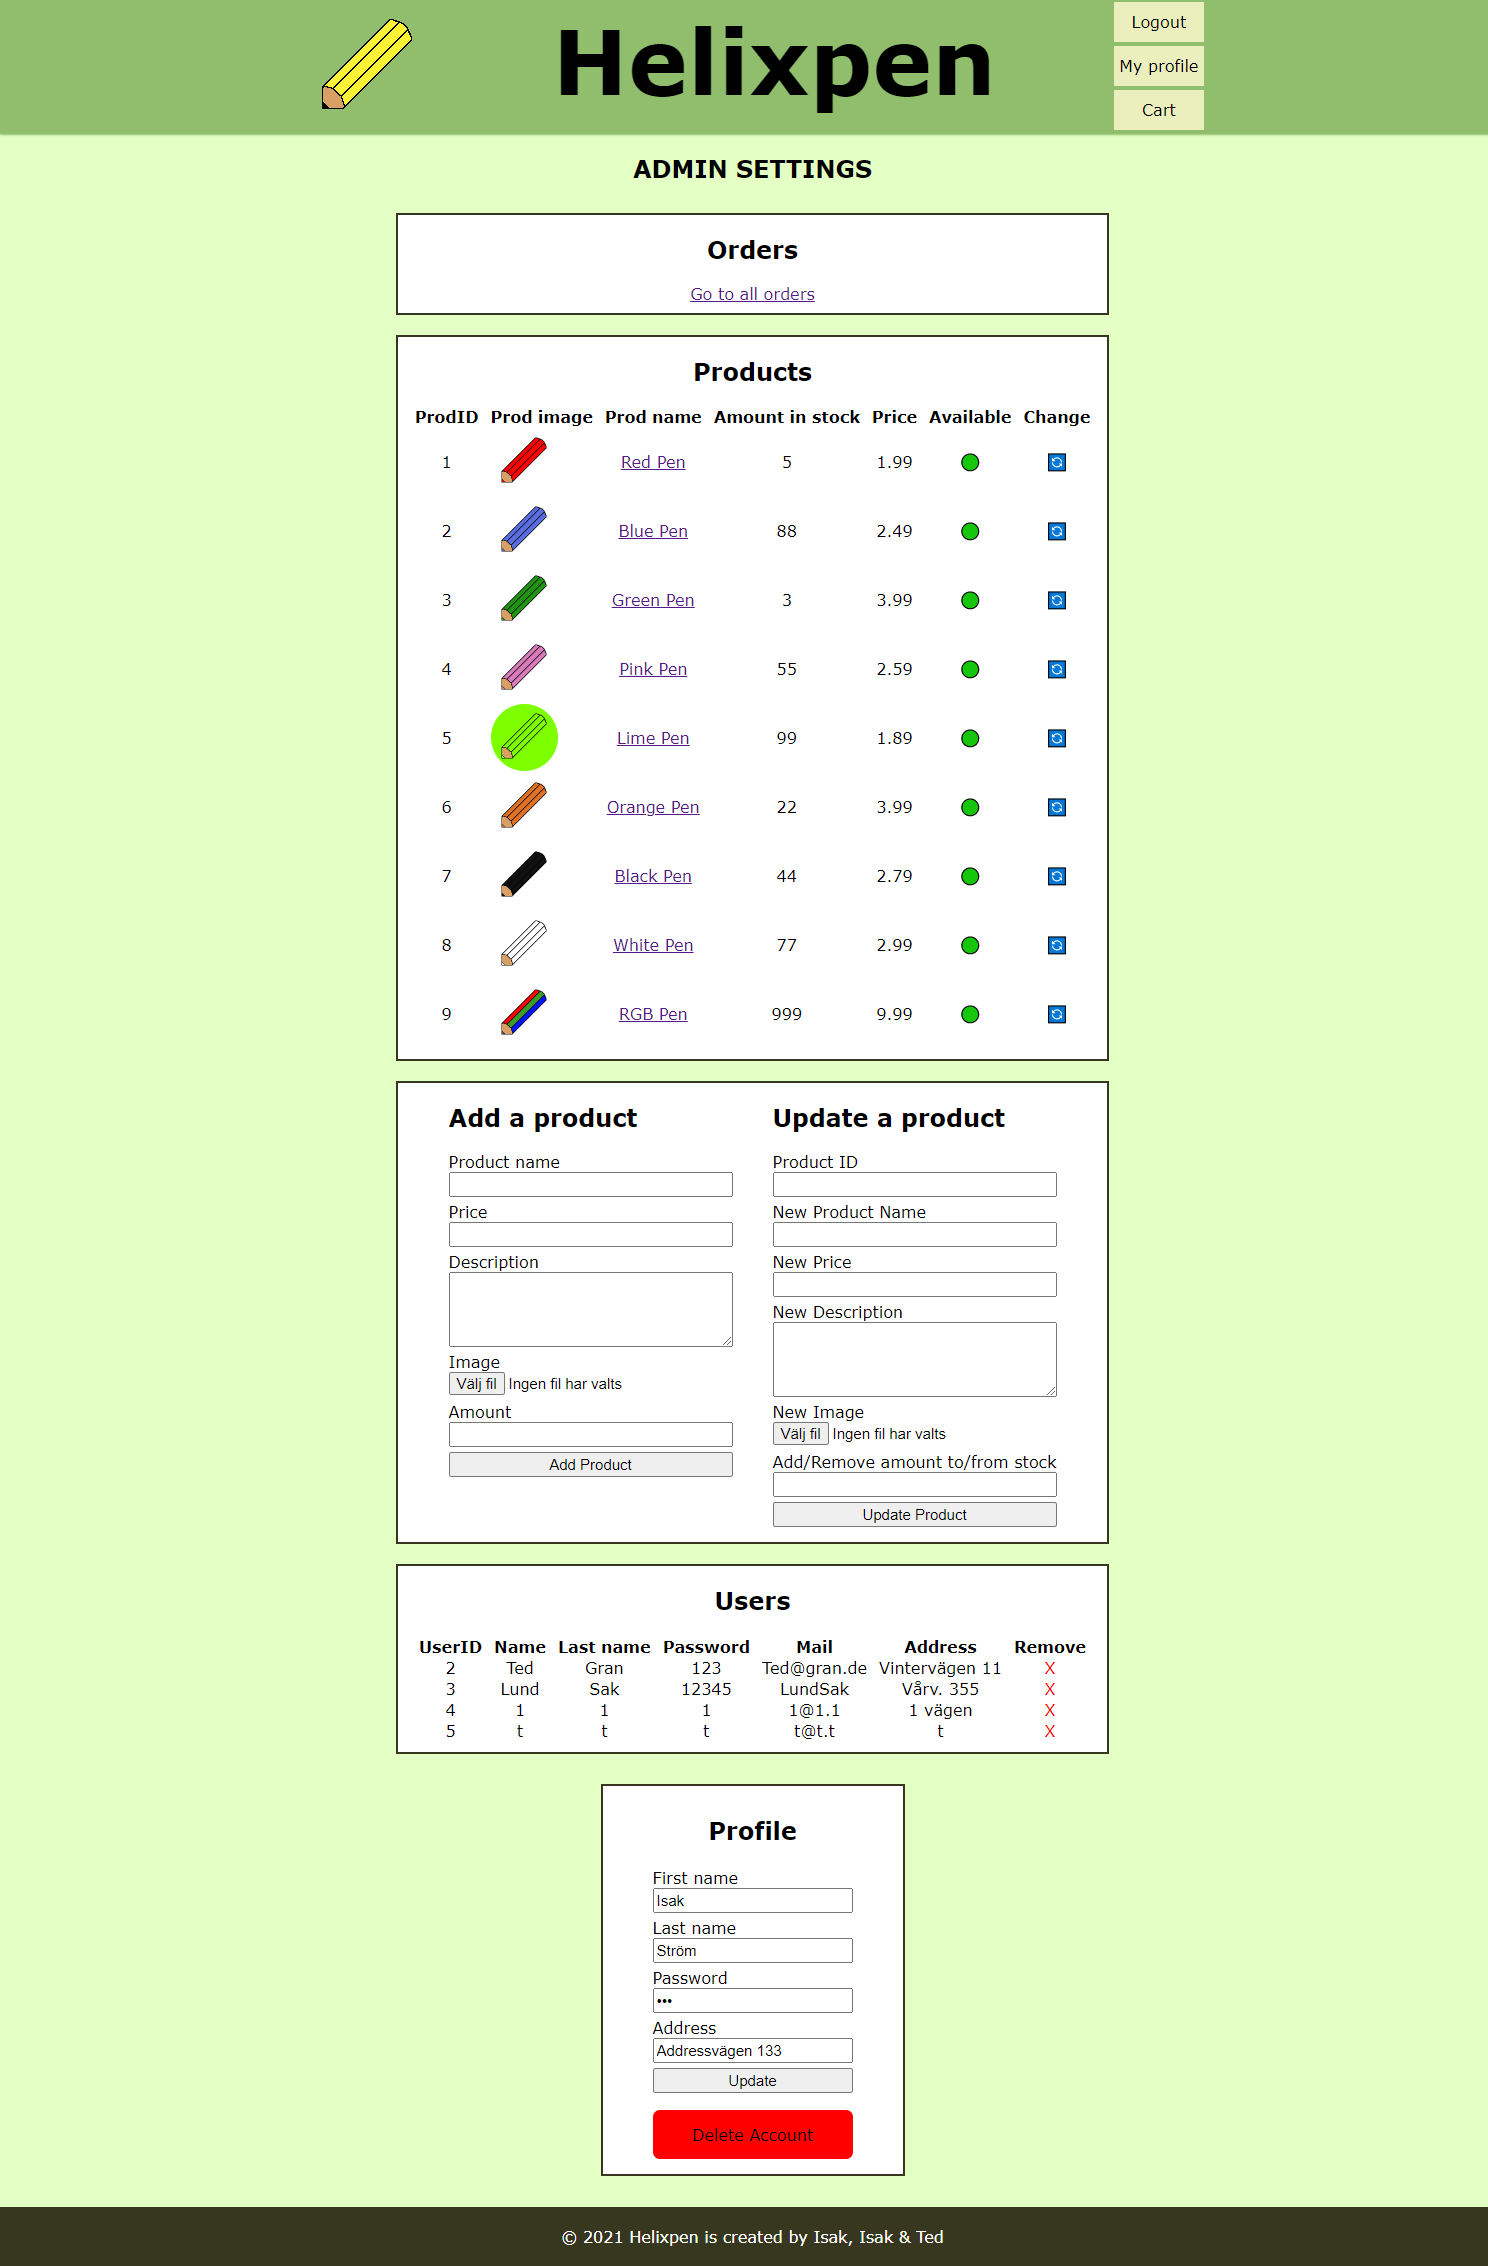 Helixpen
Logout
My profile
Cart
ADMIN SETTINGS
Orders
Go to all orders
Products
ProdID Prod image Prod name Amount in stock Price Available Change
1 Red Pen 5 1.99
2 Blue Pen 88 2.49
3 Green Pen 3 3.99
4 Pink Pen 55 2.59
5 Lime Pen 99 1.89
6 Orange Pen 22 3.99
7 Black Pen 44 2.79
8 White Pen 77 2.99
9 RGB Pen 999 9.99
Add a product
Product name
Price
Description
Image
Välj fil Ingen fil har valts
Amount
Add Product
Update a product
Product ID
New Product Name
New Price
New Description
New Image
Välj fil Ingen fil har valts
Add/Remove amount to/from stock
Update Product
Users
UserID Name Last name Password Mail Address Remove
2 Ted Gran 123 Ted@gran.de Vintervägen 11 X
3 Lund Sak 12345 LundSak Vårv. 355 X
4 1 1 1 1@1.1 1 vägen X
5 t t t t@t.t t X
Profile
First name
Isak
Last name
Ström
Password
•••
Address
Addressvägen 133
Update
Delete Account
© 2021 Helixpen is created by Isak, Isak & Ted